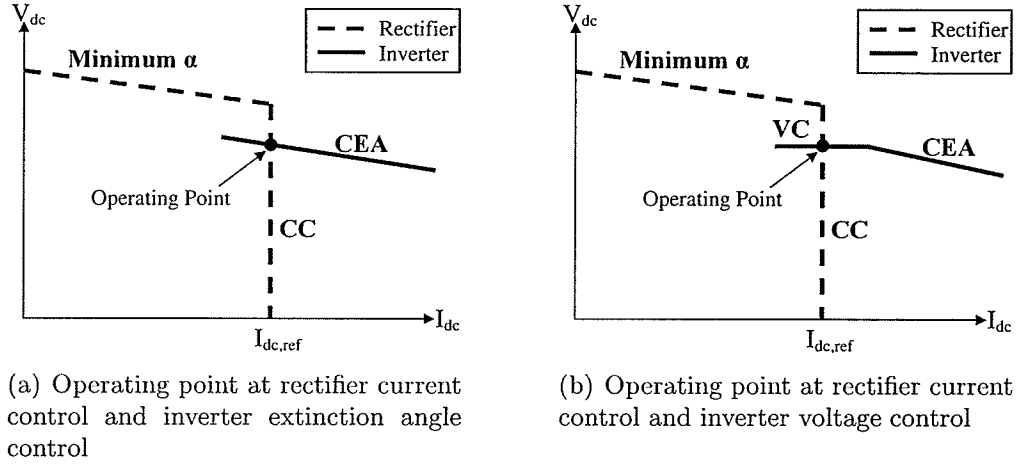 V_dc
Rectifier
Inverter
Minimum α
CEA
Operating Point
CC
I_dc
I_dc,ref
(a) Operating point at rectifier current
control and inverter extinction angle
control
V_dc
Rectifier
Inverter
Minimum α
VC
CEA
Operating Point
CC
I_dc
I_dc,ref
(b) Operating point at rectifier current
control and inverter voltage control